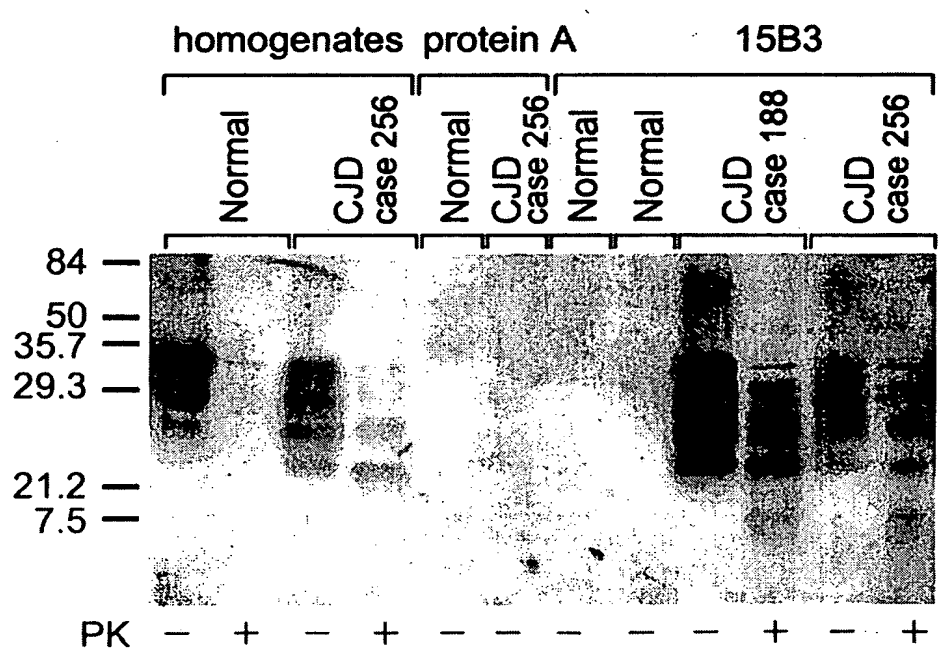 homogenates protein A 15B3
Normal
CJD
case 256
Normal
CJD
case 256
Normal
Normal
CJD
case 188
CJD
case 256
84
50
35.7
29.3
21.2
7.5
PK − + − + − − − − − + − +